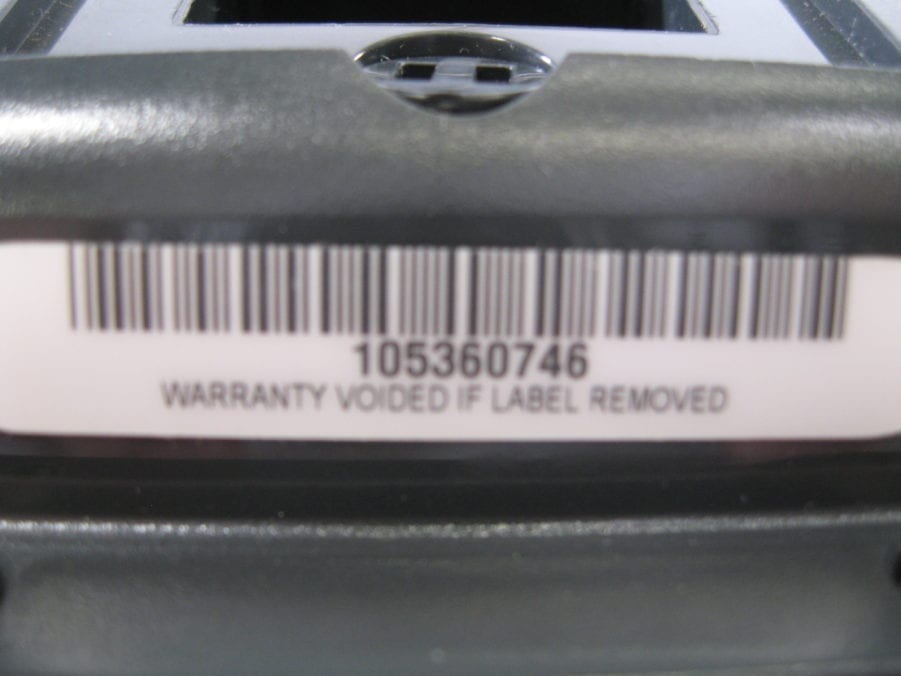 105360746
WARRANTY VOIDED IF LABEL REMOVED